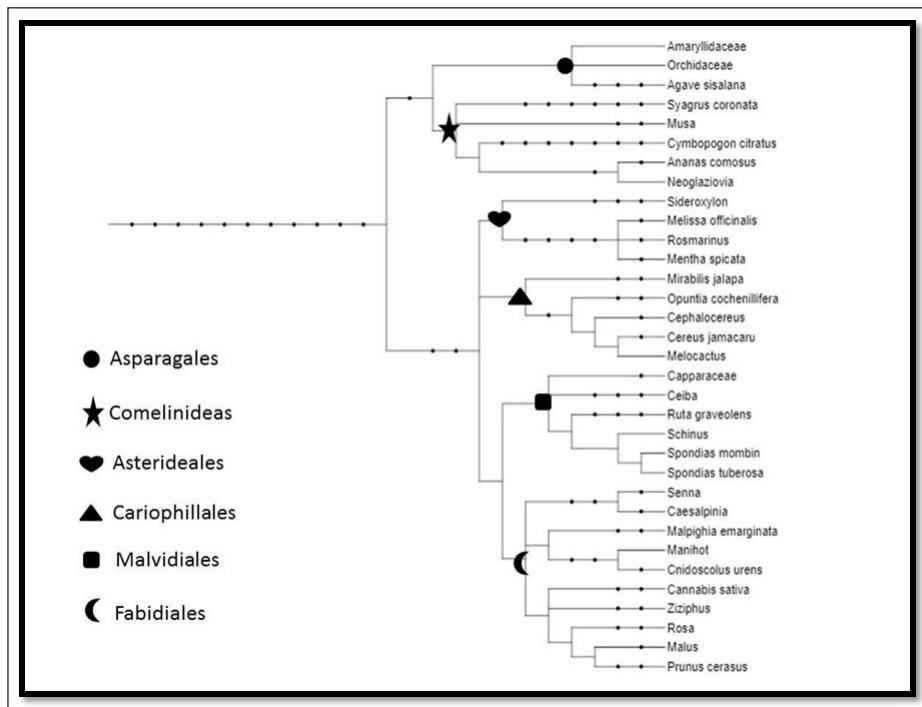 Amaryllidaceae
Orchidaceae
Agave sisalana
Syagrus coronata
Musa
Cymbopogon citratus
Ananas comosus
Neoglaziovia
Sideroxylon
Melissa officinalis
Rosmarinus
Mentha spicata
Mirabilis jalapa
Opuntia cochenillifera
Cephalocereus
Cereus jamacaru
Melocactus
Capparaceae
Ceiba
Ruta graveolens
Schinus
Spondias mombin
Spondias tuberosa
Senna
Caesalpinia
Malpighia emarginata
Manihot
Cnidoscolus urens
Cannabis sativa
Ziziphus
Rosa
Malus
Prunus cerasus
Asparagales
Comelinideas
Asterideales
Cariophillales
Malvidiales
Fabidiales